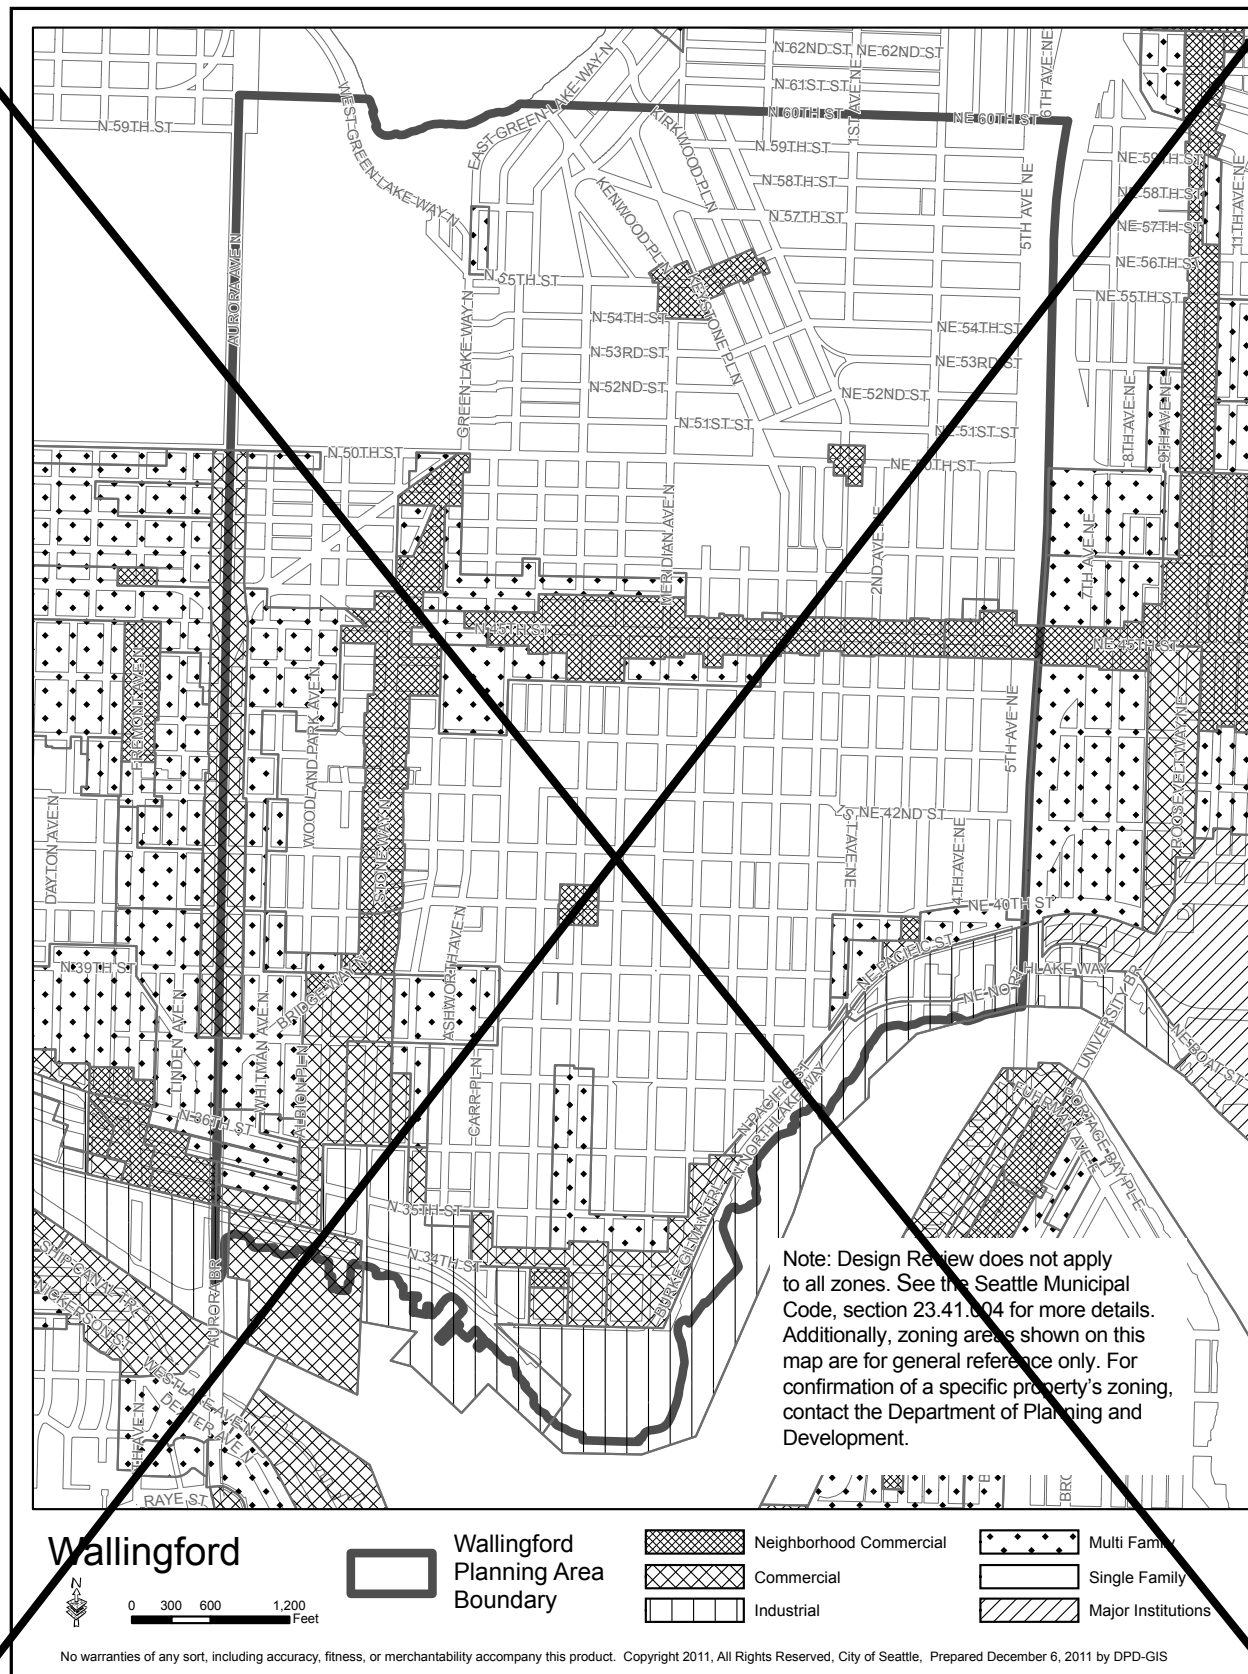 N 62ND ST
NE 62ND ST
N 61ST ST
6TH AVE NE
1ST AVE NE
N 60TH ST
NE 60TH ST
WEST GREEN LAKE WAY N
EAST GREEN LAKE WAY N
KIRKWOOD PL N
N 59TH ST
N 59TH ST
NE 59TH ST
N 58TH ST
NE 58TH ST
KENWOOD PL N
5TH AVE NE
11TH AVE NE
N 57TH ST
NE 57TH ST
AURORA AVE N
NE 56TH ST
N 55TH ST
NE 55TH ST
KEYSTONE PL N
N 54TH ST
NE 54TH ST
GREEN LAKE WAY N
N 53RD ST
NE 53RD ST
N 52ND ST
NE 52ND ST
8TH AVE NE
9TH AVE NE
N 51ST ST
NE 51ST ST
N 50TH ST
NE 50TH ST
MERIDIAN AVE N
2ND AVE NE
7TH AVE NE
N 45TH ST
NE 45TH ST
FREMONT AVE N
WOODLAND PARK AVE N
5TH AVE NE
ROOSEVELT WAY NE
DAYTON AVE N
STONE WAY N
1ST AVE NE
NE 42ND ST
4TH AVE NE
NE 40TH ST
ASHWORTH AVE N
NE PACIFIC ST
N 39TH ST
BRIDGE WAY N
NE NORTHLAKE WAY
LINDEN AVE N
WHITMAN AVE N
UNIVERSITY BR
NE BOAT ST
ALBION PL N
CARR PL N
N 36TH ST
N PACIFIC ST
N NORTHLAKE WAY
FUHRMAN AVE E
PORTAGE BAY PL E
N 35TH ST
BURKE GILMAN TRL
N 34TH ST
SHIP CANAL TRL
NICKERSON ST
AURORA BR
WESTLAKE AVE N
DEXTER AVE N
TH AVE N
RAYE ST
Note: Design Review does not apply
to all zones. See the Seattle Municipal
Code, section 23.41.004 for more details.
Additionally, zoning areas shown on this
map are for general reference only. For
confirmation of a specific property's zoning,
contact the Department of Planning and
Development.
Wallingford
N
0 300 600 1,200
Feet
Wallingford
Planning Area
Boundary
Neighborhood Commercial
Commercial
Industrial
Multi Family
Single Family
Major Institutions
No warranties of any sort, including accuracy, fitness, or merchantability accompany this product. Copyright 2011, All Rights Reserved, City of Seattle, Prepared December 6, 2011 by DPD-GIS